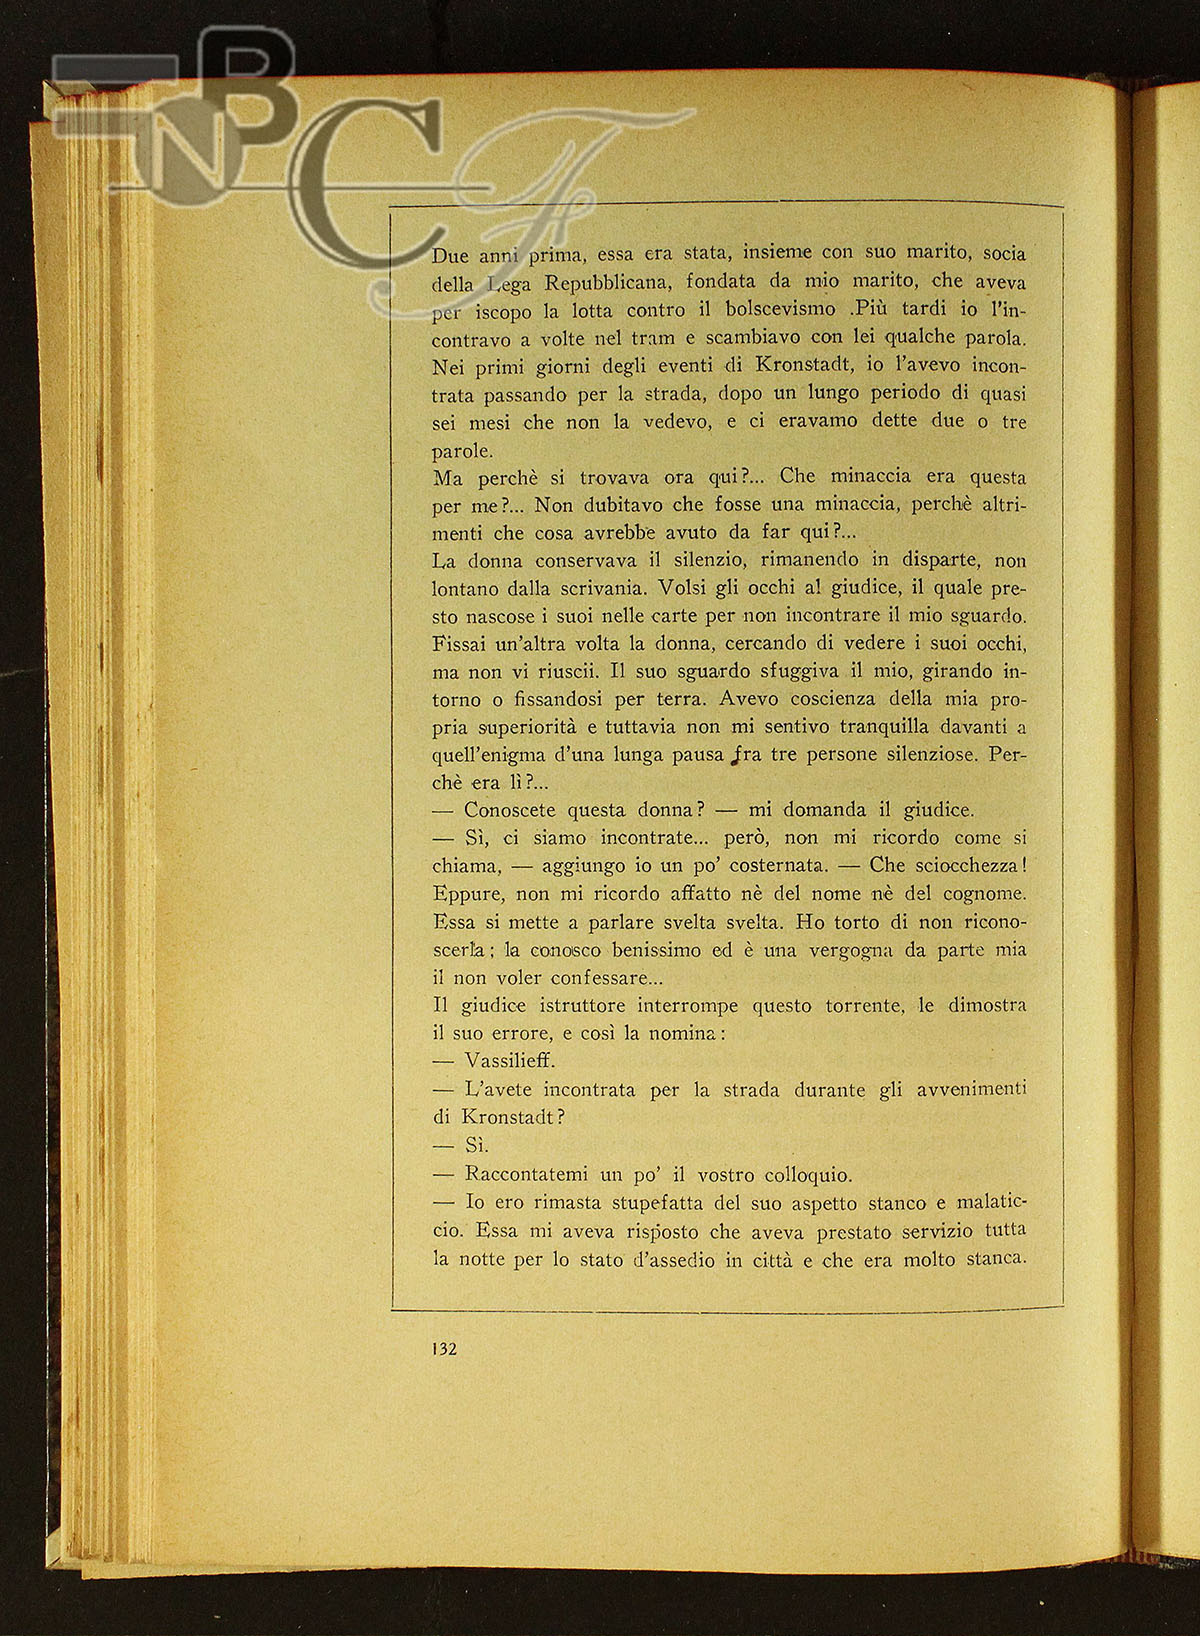 TNBCF
Due anni prima, essa era stata, insieme con suo marito, socia
della Lega Repubblicana, fondata da mio marito, che aveva
per iscopo la lotta contro il bolscevismo .Più tardi io l'in-
contravo a volte nel tram e scambiavo con lei qualche parola.
Nei primi giorni degli eventi di Kronstadt, io l'avevo incon-
trata passando per la strada, dopo un lungo periodo di quasi
sei mesi che non la vedevo, e ci eravamo dette due o tre
parole.
Ma perchè si trovava ora qui?... Che minaccia era questa
per me?... Non dubitavo che fosse una minaccia, perchè altri-
menti che cosa avrebbe avuto da far qui?...
La donna conservava il silenzio, rimanendo in disparte, non
lontano dalla scrivania. Volsi gli occhi al giudice, il quale pre-
sto nascose i suoi nelle carte per non incontrare il mio sguardo.
Fissai un'altra volta la donna, cercando di vedere i suoi occhi,
ma non vi riuscii. Il suo sguardo sfuggiva il mio, girando in-
torno o fissandosi per terra. Avevo coscienza della mia pro-
pria superiorità e tuttavia non mi sentivo tranquilla davanti a
quell'enigma d'una lunga pausa fra tre persone silenziose. Per-
chè era lì?...
— Conoscete questa donna? — mi domanda il giudice.
— Sì, ci siamo incontrate... però, non mi ricordo come si
chiama, — aggiungo io un po' costernata. — Che sciocchezza!
Eppure, non mi ricordo affatto nè del nome nè del cognome.
Essa si mette a parlare svelta svelta. Ho torto di non ricono-
scerla; la conosco benissimo ed è una vergogna da parte mia
il non voler confessare...
Il giudice istruttore interrompe questo torrente, le dimostra
il suo errore, e così la nomina:
— Vassilieff.
— L'avete incontrata per la strada durante gli avvenimenti
di Kronstadt?
— Sì.
— Raccontatemi un po' il vostro colloquio.
— Io ero rimasta stupefatta del suo aspetto stanco e malatic-
cio. Essa mi aveva risposto che aveva prestato servizio tutta
la notte per lo stato d'assedio in città e che era molto stanca.
132